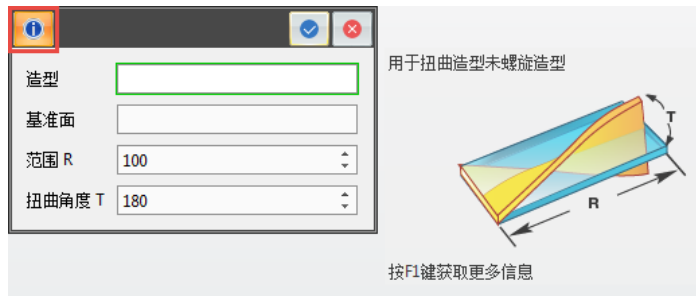 造型
基准面
范围 R
100
扭曲角度 T
180
用于扭曲造型未螺旋造型
T
R
按F1键获取更多信息